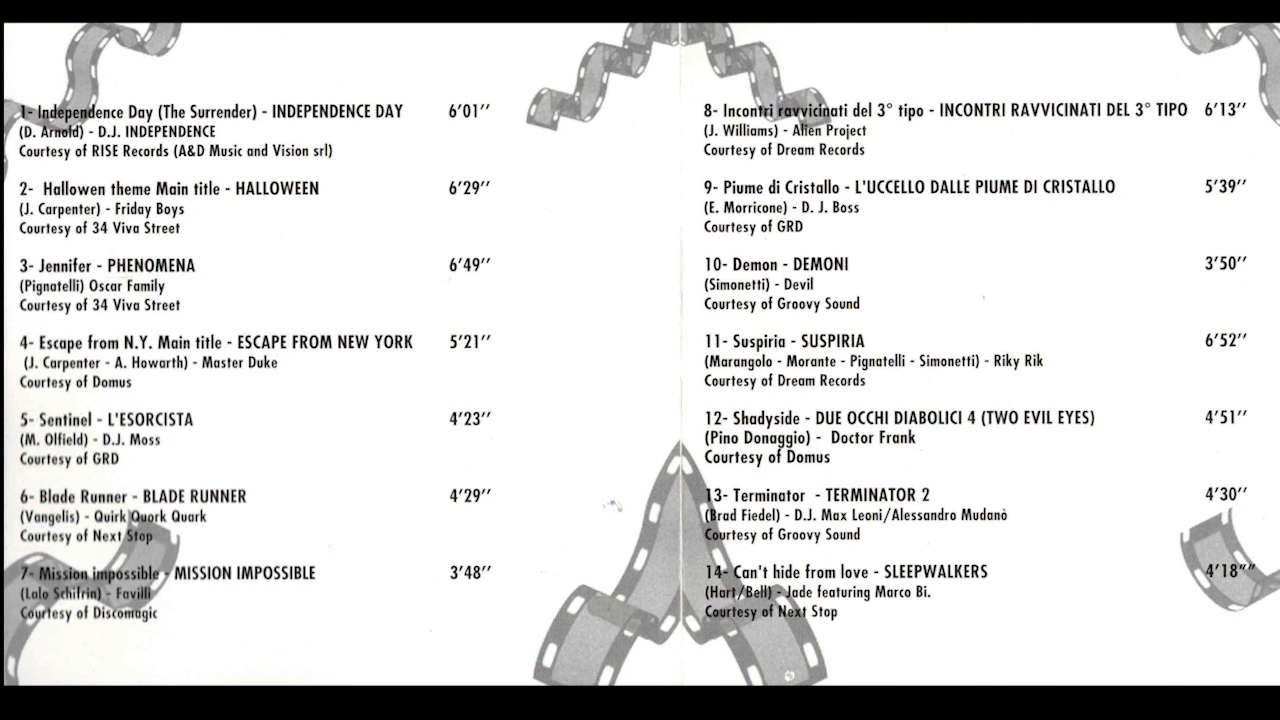 1- Independence Day (The Surrender) - INDEPENDENCE DAY 6’01’’
(D. Arnold) - D.J. INDEPENDENCE
Courtesy of RISE Records (A&D Music and Vision srl)
2- Hallowen theme Main title - HALLOWEEN 6’29’’
(J. Carpenter) - Friday Boys
Courtesy of 34 Viva Street
3- Jennifer - PHENOMENA 6’49’’
(Pignatelli) Oscar Family
Courtesy of 34 Viva Street
4- Escape from N.Y. Main title - ESCAPE FROM NEW YORK 5’21’’
(J. Carpenter - A. Howarth) - Master Duke
Courtesy of Domus
5- Sentinel - L'ESORCISTA 4’23’’
(M. Olfield) - D.J. Moss
Courtesy of GRD
6- Blade Runner - BLADE RUNNER 4’29’’
(Vangelis) - Quirk Quork Quark
Courtesy of Next Stop
7- Mission impossible - MISSION IMPOSSIBLE 3’48’’
(Lalo Schifrin) - Favilli
Courtesy of Discomagic
8- Incontri ravvicinati del 3° tipo - INCONTRI RAVVICINATI DEL 3° TIPO 6’13’’
(J. Williams) - Alien Project
Courtesy of Dream Records
9- Piume di Cristallo - L'UCCELLO DALLE PIUME DI CRISTALLO 5’39’’
(E. Morricone) - D. J. Boss
Courtesy of GRD
10- Demon - DEMONI 3’50’’
(Simonetti) - Devil
Courtesy of Groovy Sound
11- Suspiria - SUSPIRIA 6’52’’
(Marangolo - Morante - Pignatelli - Simonetti) - Riky Rik
Courtesy of Dream Records
12- Shadyside - DUE OCCHI DIABOLICI 4 (TWO EVIL EYES) 4’51’’
(Pino Donaggio) - Doctor Frank
Courtesy of Domus
13- Terminator - TERMINATOR 2 4’30’’
(Brad Fiedel) - D.J. Max Leoni/Alessandro Mudanò
Courtesy of Groovy Sound
14- Can't hide from love - SLEEPWALKERS 4’18’’’’
(Hart/Bell) - Jade featuring Marco Bi.
Courtesy of Next Stop